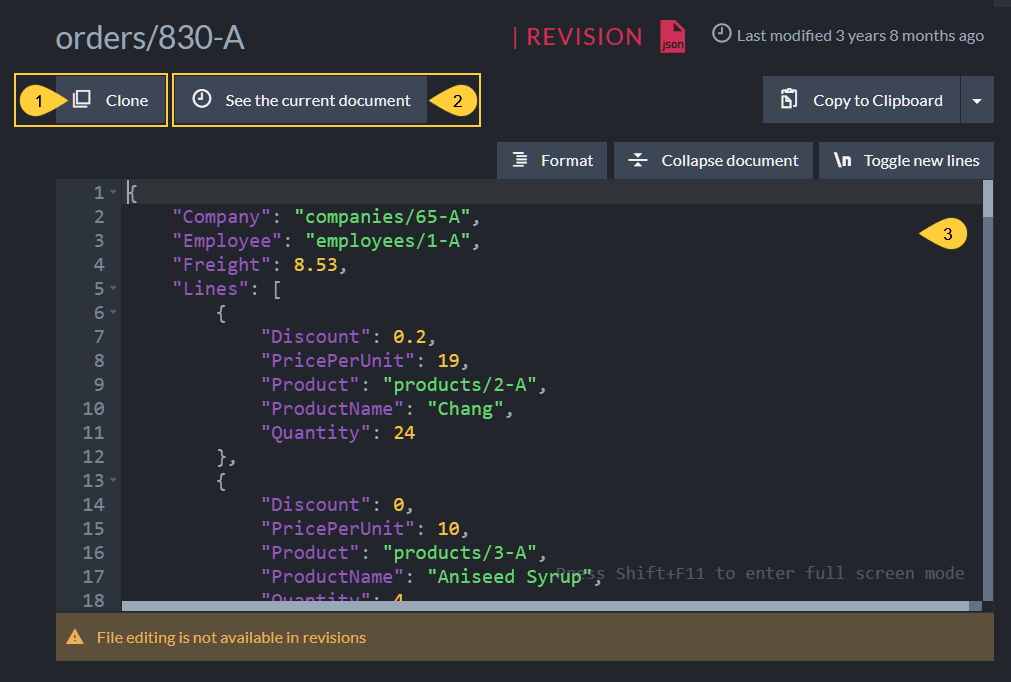 orders/830-A
| REVISION
json
Last modified 3 years 8 months ago
1
Clone
See the current document
2
Copy to Clipboard
Format
Collapse document
\n Toggle new lines
1 {
2 "Company": "companies/65-A",
3 "Employee": "employees/1-A",
3
4 "Freight": 8.53,
5 "Lines": [
6 {
7 "Discount": 0.2,
8 "PricePerUnit": 19,
9 "Product": "products/2-A",
10 "ProductName": "Chang",
11 "Quantity": 24
12 },
13 {
14 "Discount": 0,
15 "PricePerUnit": 10,
16 "Product": "products/3-A",
17 "ProductName": "Aniseed Syrup",
Press Shift+F11 to enter full screen mode
18 "Quantity": 4
File editing is not available in revisions